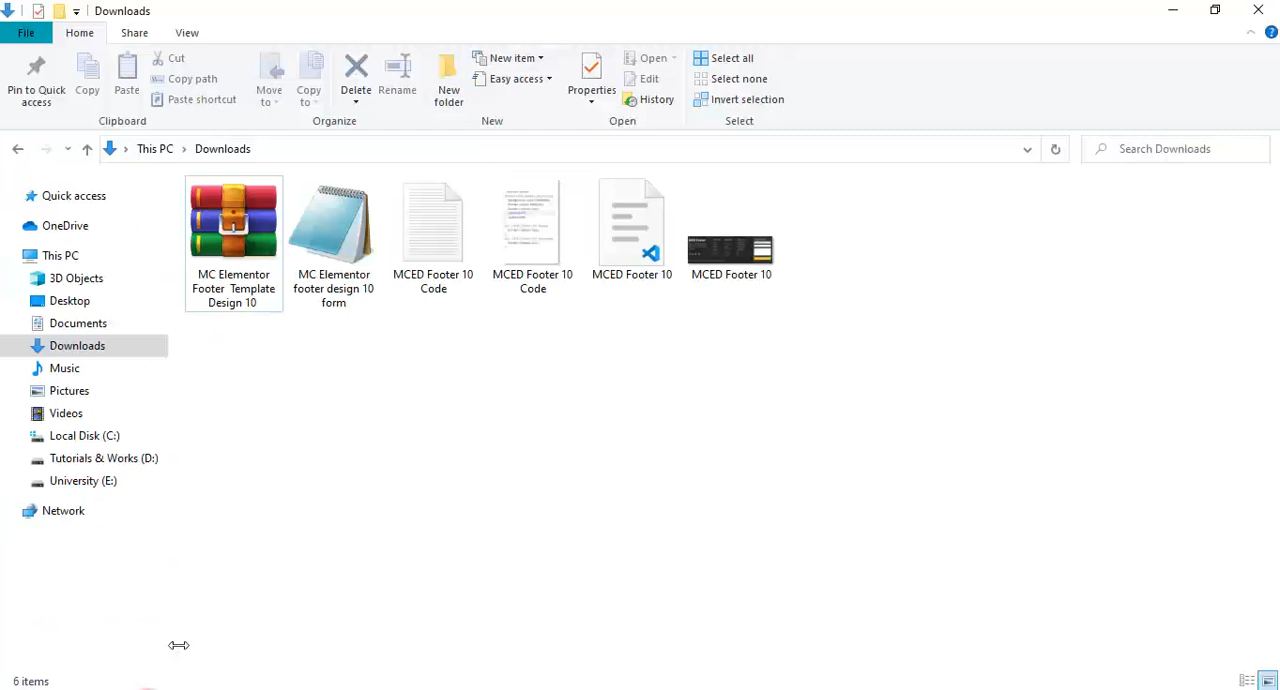 Downloads
File
Home
Share
View
Pin to Quick access
Copy
Paste
Cut
Copy path
Paste shortcut
Clipboard
Move to
Copy to
Delete
Rename
Organize
New folder
New item
Easy access
New
Properties
Open
Edit
History
Open
Select all
Select none
Invert selection
Select
This PC
Downloads
Search Downloads
Quick access
OneDrive
This PC
3D Objects
Desktop
Documents
Downloads
Music
Pictures
Videos
Local Disk (C:)
Tutorials & Works (D:)
University (E:)
Network
MC Elementor
Footer Template
Design 10
MC Elementor
footer design 10
form
MCED Footer 10
Code
MCED Footer 10
Code
MCED Footer 10
MCED Footer 10
6 items